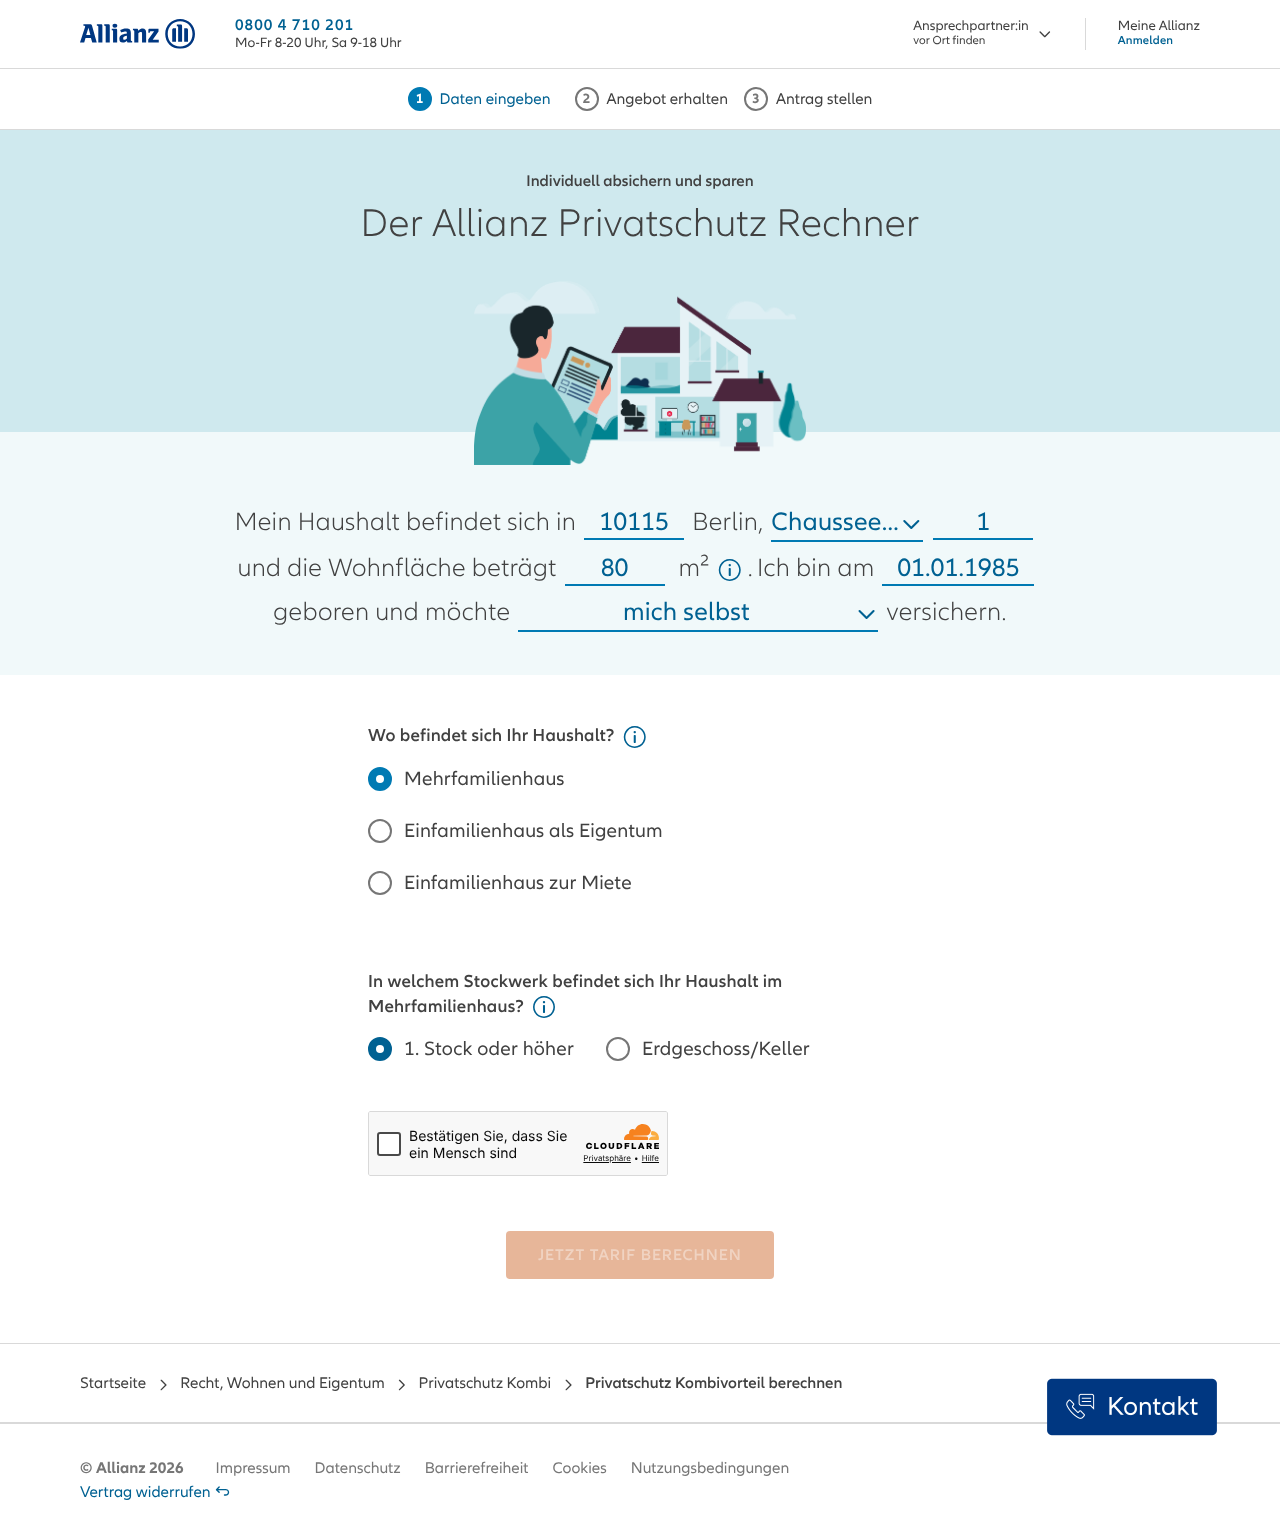 Allianz
0800 4 710 201
Mo-Fr 8-20 Uhr, Sa 9-18 Uhr
Ansprechpartner:in
vor Ort finden
Meine Allianz
Anmelden
1 Daten eingeben 2 Angebot erhalten 3 Antrag stellen
Individuell absichern und sparen
Der Allianz Privatschutz Rechner
Mein Haushalt befindet sich in 10115 Berlin, Chaussee... 1
und die Wohnfläche beträgt 80 m² . Ich bin am 01.01.1985
geboren und möchte mich selbst versichern.
Wo befindet sich Ihr Haushalt?
Mehrfamilienhaus
Einfamilienhaus als Eigentum
Einfamilienhaus zur Miete
In welchem Stockwerk befindet sich Ihr Haushalt im
Mehrfamilienhaus?
1. Stock oder höher Erdgeschoss/Keller
Bestätigen Sie, dass Sie
ein Mensch sind
CLOUDFLARE
Privatsphäre • Hilfe
JETZT TARIF BERECHNEN
Startseite Recht, Wohnen und Eigentum Privatschutz Kombi Privatschutz Kombivorteil berechnen
Kontakt
© Allianz 2026 Impressum Datenschutz Barrierefreiheit Cookies Nutzungsbedingungen
Vertrag widerrufen